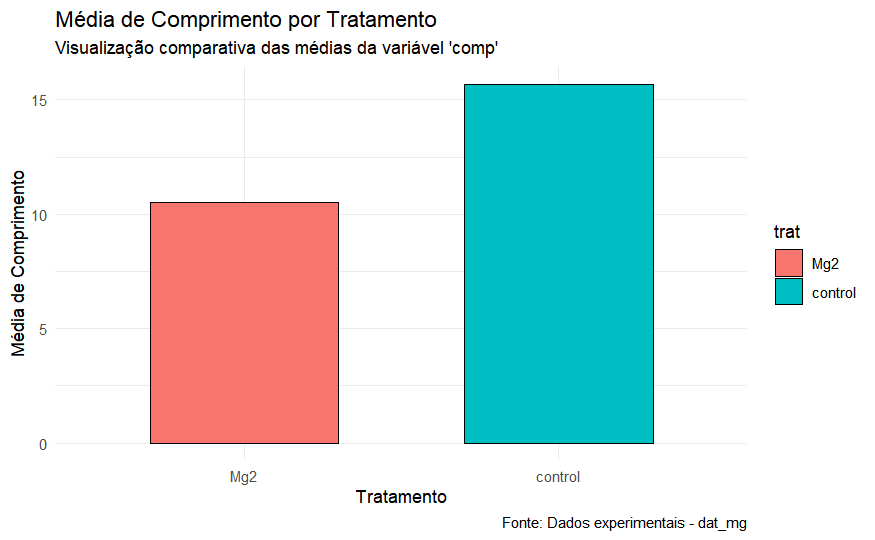 Média de Comprimento por Tratamento
Visualização comparativa das médias da variável 'comp'
Média de Comprimento
15
10
5
0
Mg2
control
Tratamento
trat
Mg2
control
Fonte: Dados experimentais - dat_mg